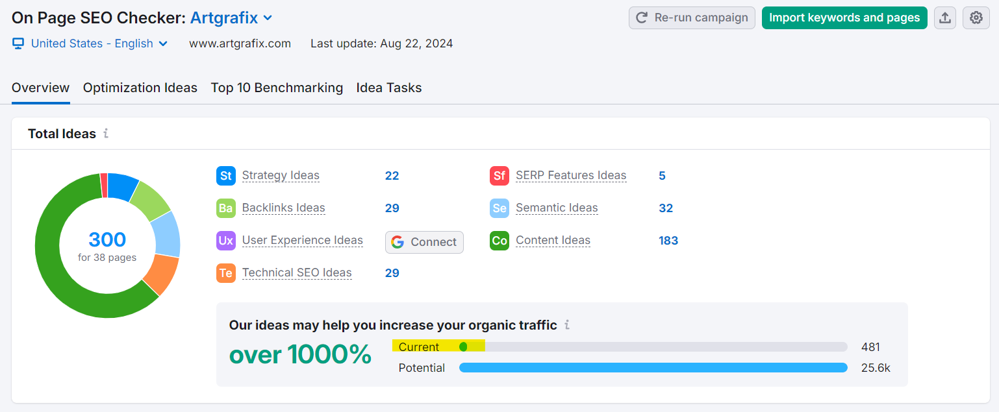 On Page SEO Checker: Artgrafix
Re-run campaign
Import keywords and pages
United States - English
www.artgrafix.com
Last update: Aug 22, 2024
Overview
Optimization Ideas
Top 10 Benchmarking
Idea Tasks
Total Ideas i
300
for 38 pages
St Strategy Ideas 22
Sf SERP Features Ideas 5
Ba Backlinks Ideas 29
Se Semantic Ideas 32
Ux User Experience Ideas G Connect
Co Content Ideas 183
Te Technical SEO Ideas 29
Our ideas may help you increase your organic traffic i
over 1000%
Current 481
Potential 25.6k